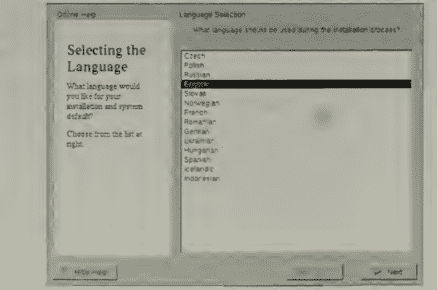 Online Help
Language Selection
What language should be used during the installation process?
Selecting the
Language
What language would
you like for your
installation and system
default?
Choose from the list at
right.
Czech
Polish
Russian
English
Slovak
Norwegian
French
Romanian
German
Ukrainian
Hungarian
Spanish
Icelandic
Indonesian
Hide Help
Next